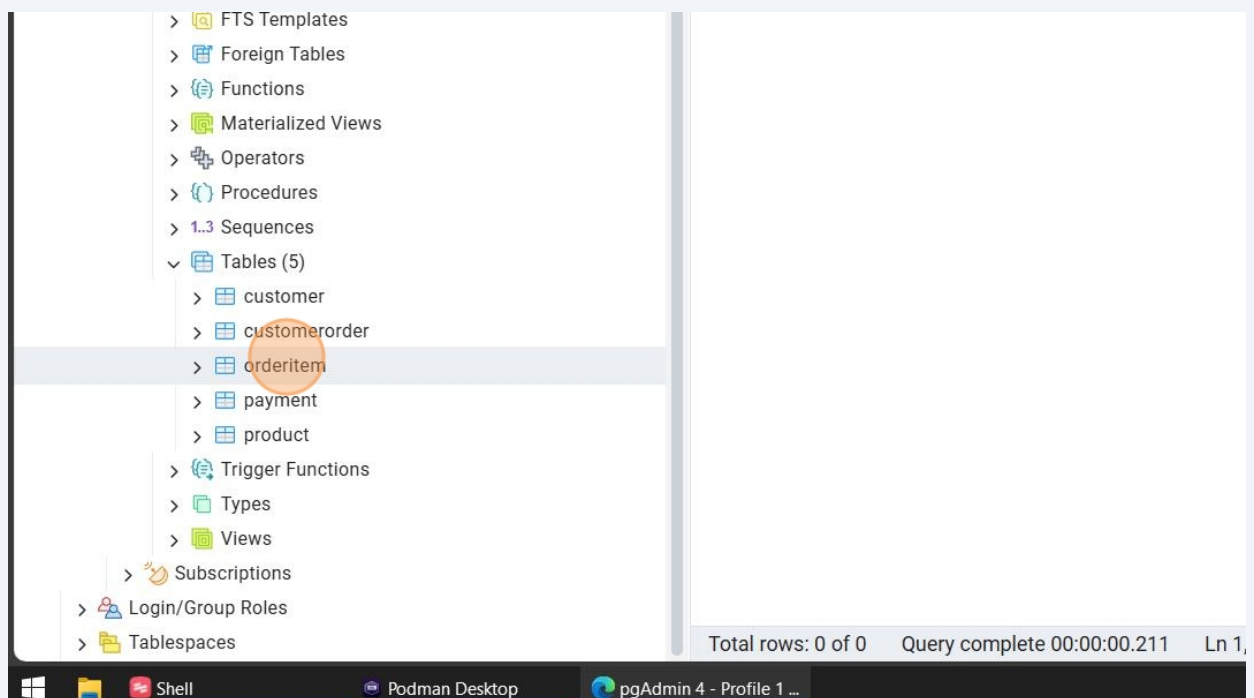 FTS Templates
Foreign Tables
Functions
Materialized Views
Operators
Procedures
1..3 Sequences
Tables (5)
customer
customerorder
orderitem
payment
product
Trigger Functions
Types
Views
Subscriptions
Login/Group Roles
Tablespaces
Total rows: 0 of 0 Query complete 00:00:00.211 Ln 1,
Shell Podman Desktop pgAdmin 4 - Profile 1 ...